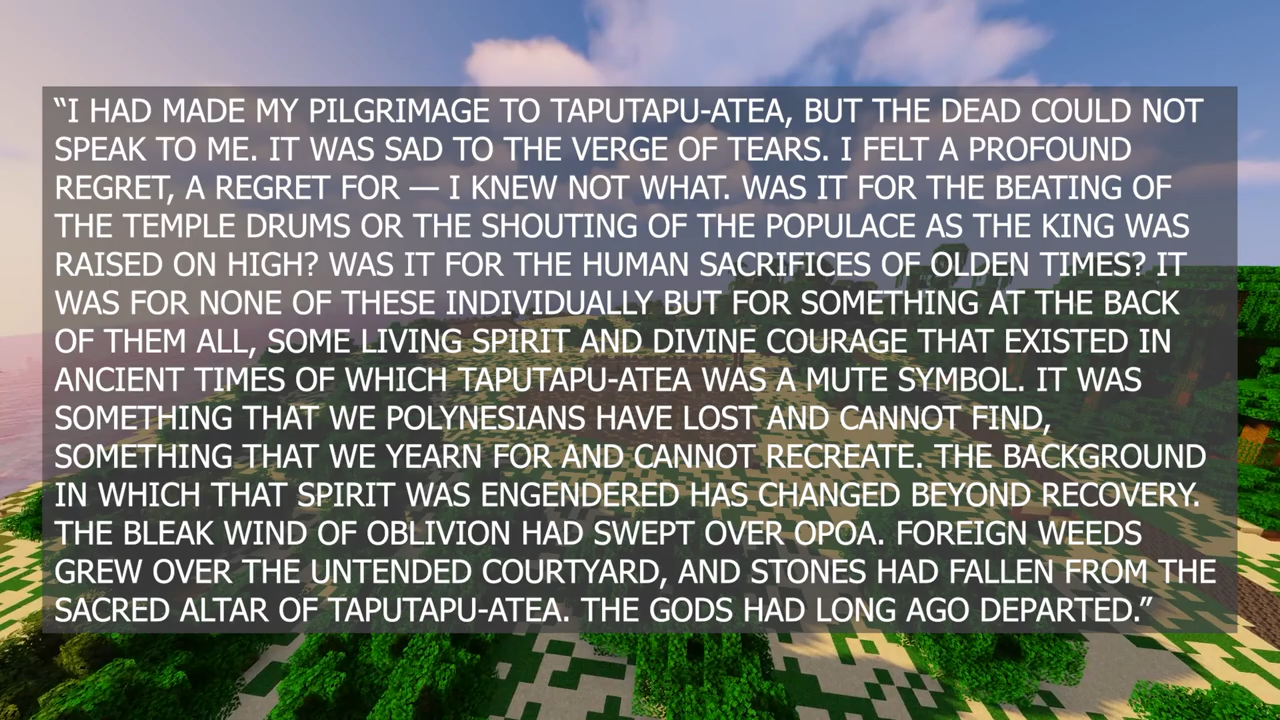 “I HAD MADE MY PILGRIMAGE TO TAPUTAPU-ATEA, BUT THE DEAD COULD NOT
SPEAK TO ME. IT WAS SAD TO THE VERGE OF TEARS. I FELT A PROFOUND
REGRET, A REGRET FOR — I KNEW NOT WHAT. WAS IT FOR THE BEATING OF
THE TEMPLE DRUMS OR THE SHOUTING OF THE POPULACE AS THE KING WAS
RAISED ON HIGH? WAS IT FOR THE HUMAN SACRIFICES OF OLDEN TIMES? IT
WAS FOR NONE OF THESE INDIVIDUALLY BUT FOR SOMETHING AT THE BACK
OF THEM ALL, SOME LIVING SPIRIT AND DIVINE COURAGE THAT EXISTED IN
ANCIENT TIMES OF WHICH TAPUTAPU-ATEA WAS A MUTE SYMBOL. IT WAS
SOMETHING THAT WE POLYNESIANS HAVE LOST AND CANNOT FIND,
SOMETHING THAT WE YEARN FOR AND CANNOT RECREATE. THE BACKGROUND
IN WHICH THAT SPIRIT WAS ENGENDERED HAS CHANGED BEYOND RECOVERY.
THE BLEAK WIND OF OBLIVION HAD SWEPT OVER OPOA. FOREIGN WEEDS
GREW OVER THE UNTENDED COURTYARD, AND STONES HAD FALLEN FROM THE
SACRED ALTAR OF TAPUTAPU-ATEA. THE GODS HAD LONG AGO DEPARTED.”